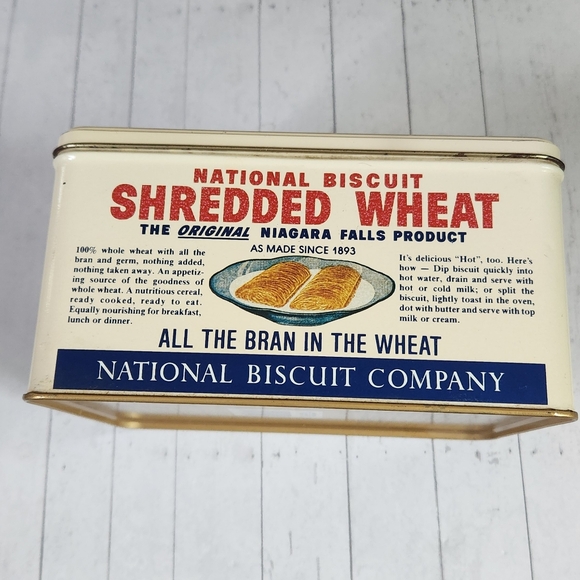 NATIONAL BISCUIT
SHREDDED WHEAT
THE ORIGINAL NIAGARA FALLS PRODUCT
AS MADE SINCE 1893
100% whole wheat with all the
bran and germ, nothing added,
nothing taken away. An appetiz-
ing source of the goodness of
whole wheat. A nutritious cereal,
ready cooked, ready to eat.
Equally nourishing for breakfast,
lunch or dinner.
It's delicious "Hot", too. Here's
how — Dip biscuit quickly into
hot water, drain and serve with
hot or cold milk; or split the
biscuit, lightly toast in the oven,
dot with butter and serve with top
milk or cream.
ALL THE BRAN IN THE WHEAT
NATIONAL BISCUIT COMPANY